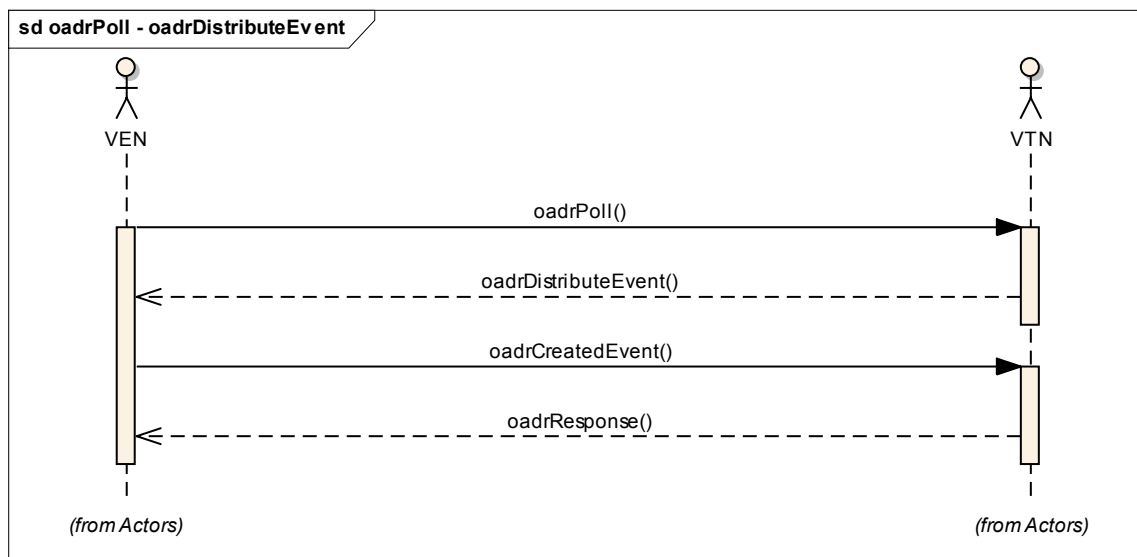 sd oadrPoll - oadrDistributeEvent
VEN
VTN
oadrPoll()
oadrDistributeEvent()
oadrCreatedEvent()
oadrResponse()
(from Actors)
(from Actors)